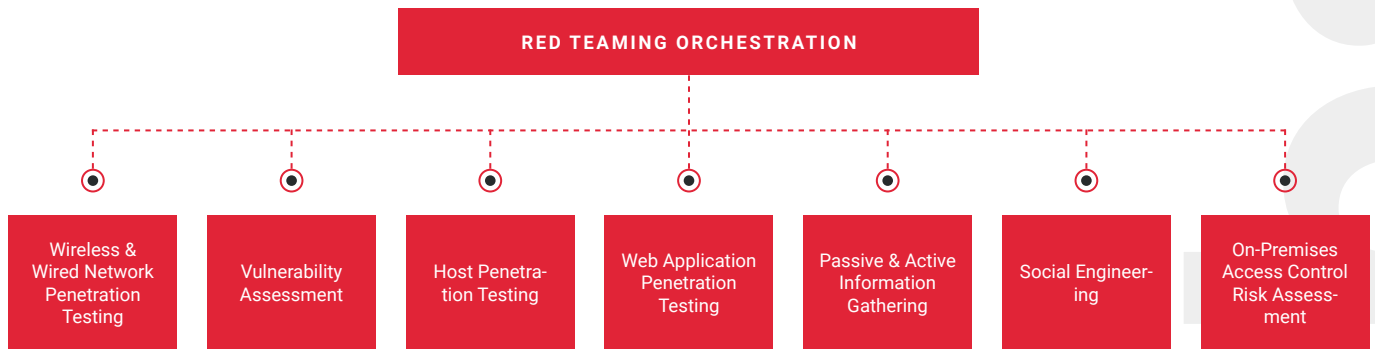 RED TEAMING ORCHESTRATION
Wireless &
Wired Network
Penetration
Testing
Vulnerability
Assessment
Host Penetra-
tion Testing
Web Application
Penetration
Testing
Passive & Active
Information
Gathering
Social Engineer-
ing
On-Premises
Access Control
Risk Assess-
ment